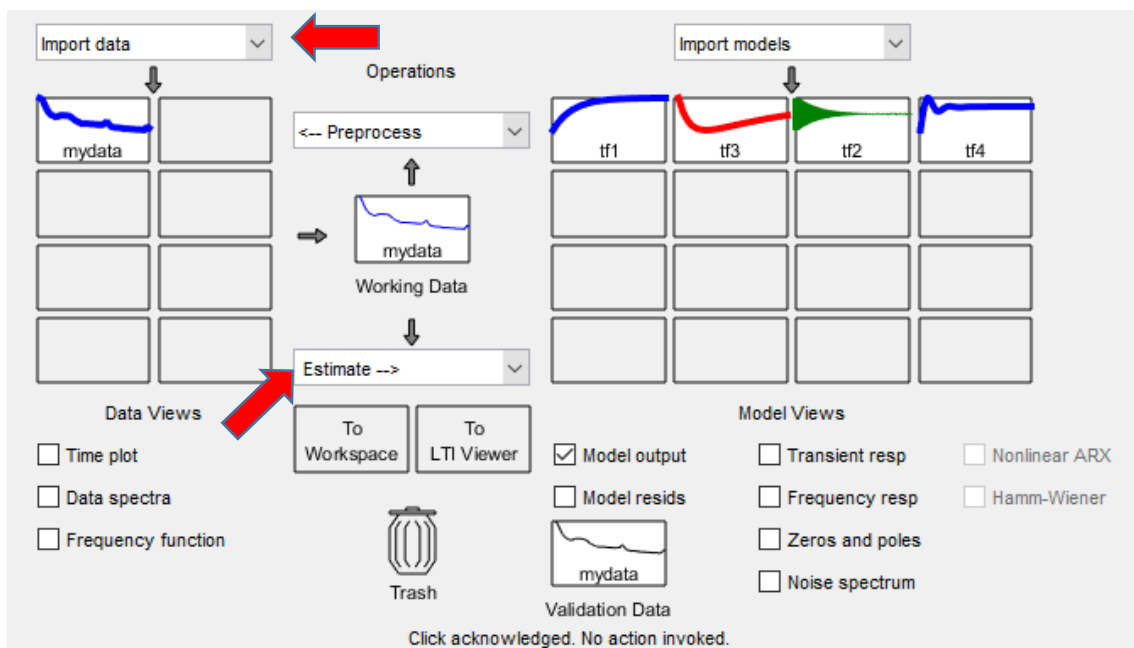 Import data
Import models
Operations
mydata
<-- Preprocess
tf1
tf3
tf2
tf4
mydata
Working Data
Estimate -->
Data Views
To
Workspace
To
LTI Viewer
Model Views
Time plot
Data spectra
Frequency function
Model output
Model resids
Transient resp
Frequency resp
Zeros and poles
Noise spectrum
Nonlinear ARX
Hamm-Wiener
Trash
mydata
Validation Data
Click acknowledged. No action invoked.